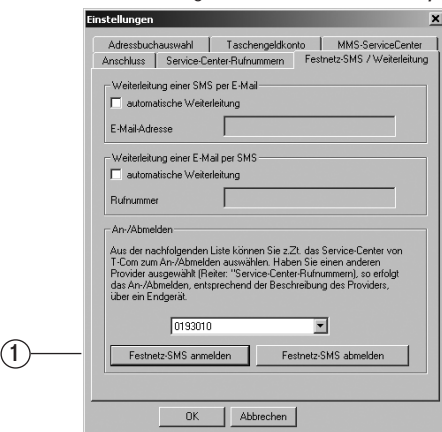 Einstellungen
Adressbuchauswahl Taschengeldkonto MMS-ServiceCenter
Anschluss Service-Center-Rufnummern Festnetz-SMS / Weiterleitung
Weiterleitung einer SMS per E-Mail
automatische Weiterleitung
E-Mail-Adresse
Weiterleitung einer E-Mail per SMS
automatische Weiterleitung
Rufnummer
An-/Abmelden
Aus der nachfolgenden Liste können Sie z.Zt. das Service-Center von
T-Com zum An-/Abmelden auswählen. Haben Sie einen anderen
Provider ausgewählt (Reiter: "Service-Center-Rufnummern), so erfolgt
das An-/Abmelden, entsprechend der Beschreibung des Providers,
über ein Endgerät.
0193010
1
Festnetz-SMS anmelden Festnetz-SMS abmelden
OK Abbrechen